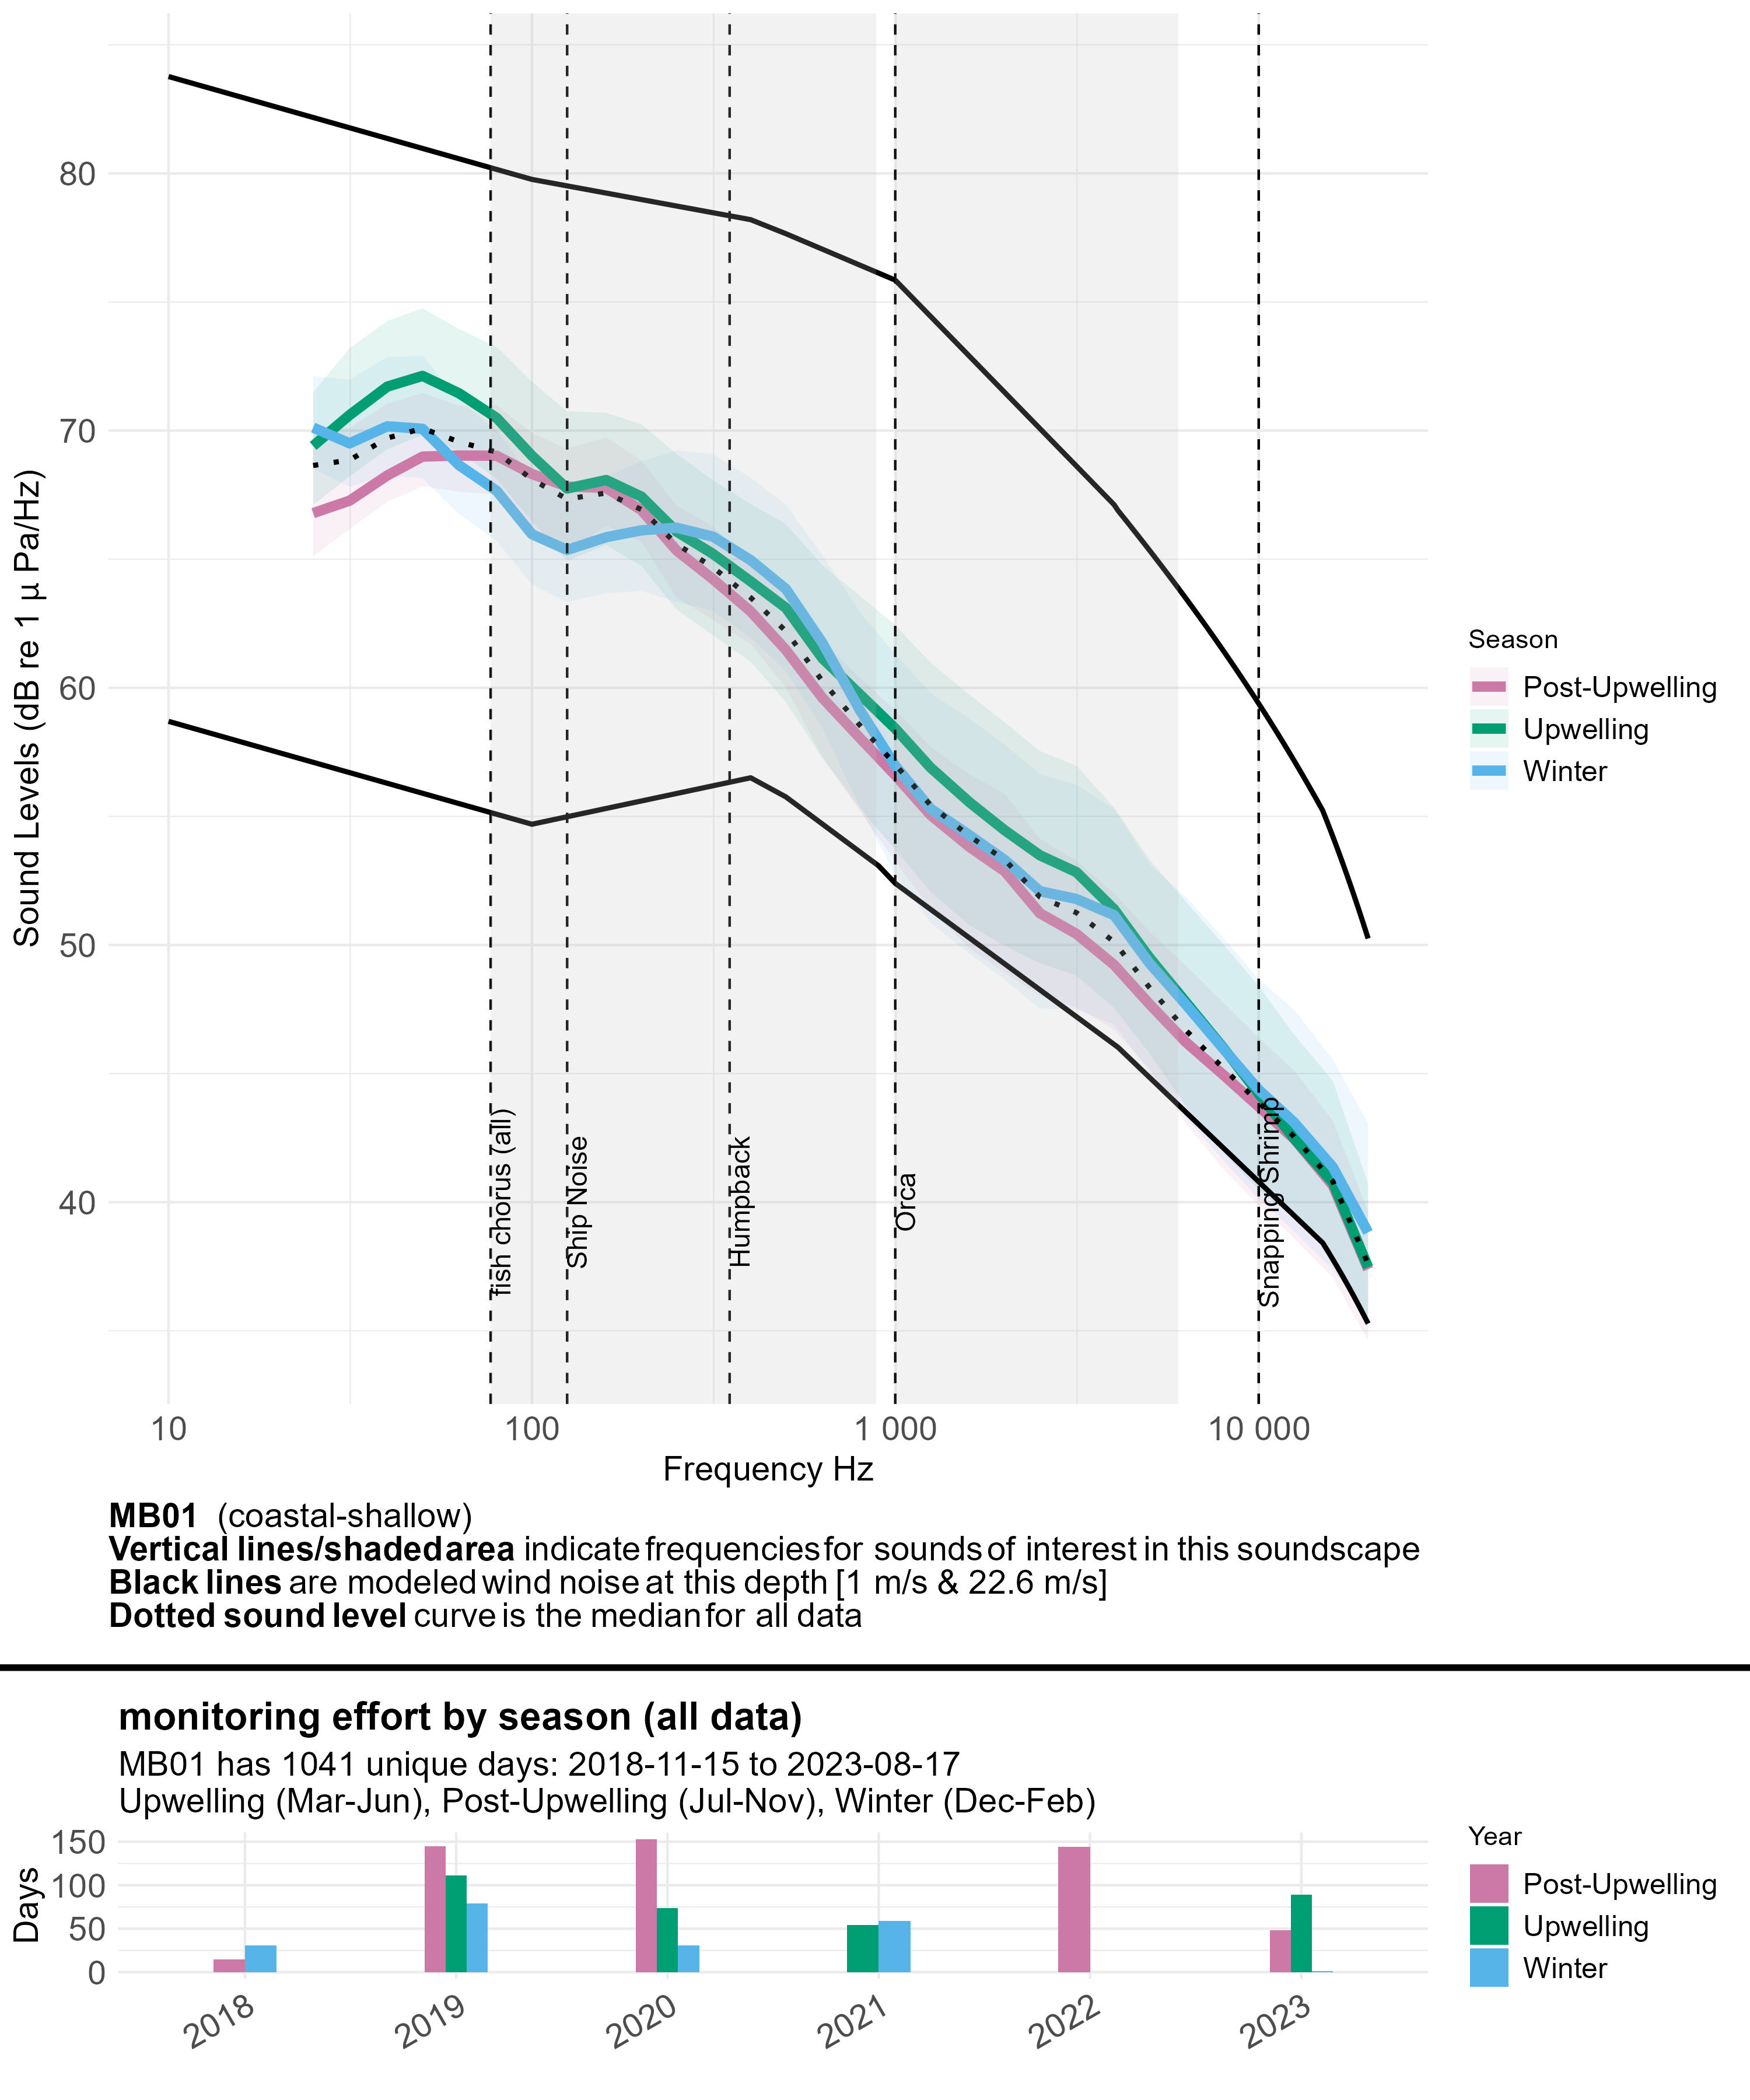 80
70
60
50
40
Sound Levels (dB re 1 µ Pa/Hz)
fish chorus (all)
Ship Noise
Humpback
Orca
Snapping Shrimp
10
100
1 000
10 000
Frequency Hz
Season
Post-Upwelling
Upwelling
Winter
MB01 (coastal-shallow)
Vertical lines/shaded area indicate frequencies for sounds of interest in this soundscape
Black lines are modeled wind noise at this depth [1 m/s & 22.6 m/s]
Dotted sound level curve is the median for all data
monitoring effort by season (all data)
MB01 has 1041 unique days: 2018-11-15 to 2023-08-17
Upwelling (Mar-Jun), Post-Upwelling (Jul-Nov), Winter (Dec-Feb)
150
100
50
0
Days
2018
2019
2020
2021
2022
2023
Year
Post-Upwelling
Upwelling
Winter